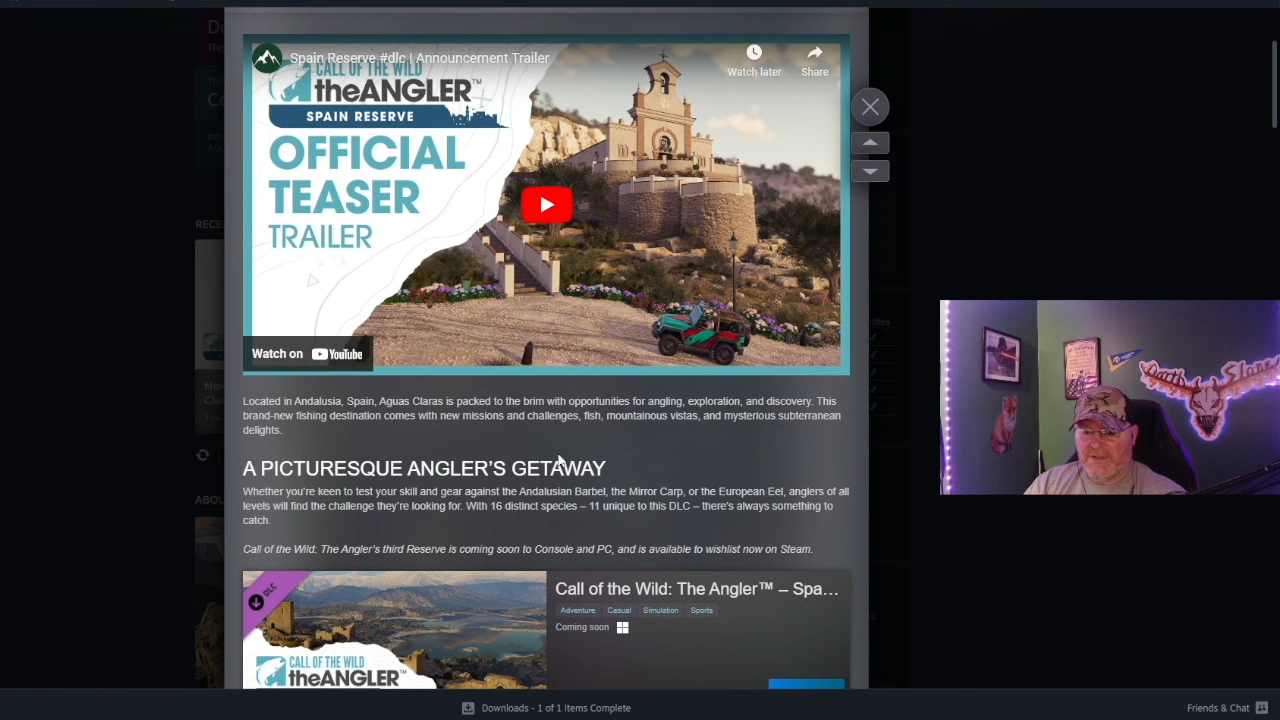 Spain Reserve #dlc | Announcement Trailer
Watch later
Share
CALL OF THE WILD
theANGLER™
SPAIN RESERVE
OFFICIAL
TEASER
TRAILER
Watch on YouTube
Located in Andalusia, Spain, Aguas Claras is packed to the brim with opportunities for angling, exploration, and discovery. This
brand-new fishing destination comes with new missions and challenges, fish, mountainous vistas, and mysterious subterranean
delights.
A PICTURESQUE ANGLER'S GETAWAY
Whether you're keen to test your skill and gear against the Andalusian Barbel, the Mirror Carp, or the European Eel, anglers of all
levels will find the challenge they're looking for. With 16 distinct species – 11 unique to this DLC – there's always something to
catch.
Call of the Wild: The Angler's third Reserve is coming soon to Console and PC, and is available to wishlist now on Steam.
DLC
CALL OF THE WILD
theANGLER™
Call of the Wild: The Angler™ – Spa…
Adventure Casual Simulation Sports
Coming soon
RECE
ABOU
Downloads - 1 of 1 Items Complete
Friends & Chat